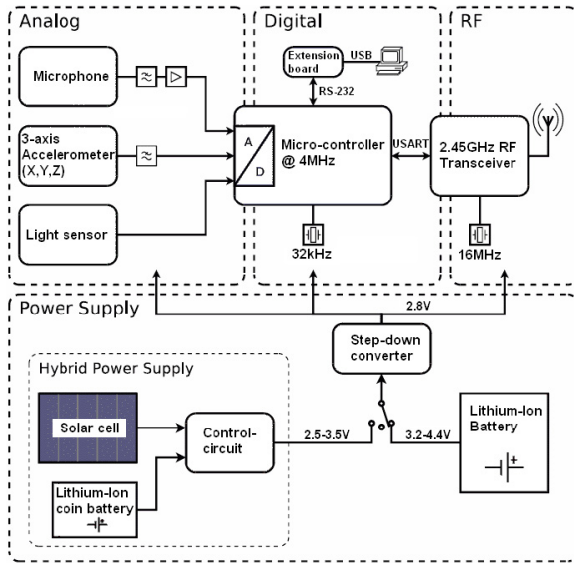 Analog
Digital
RF
Microphone
Extension
board
USB
RS-232
3-axis
Accelerometer
(X,Y,Z)
A
D
Micro-controller
@ 4MHz
USART
2.45GHz RF
Transceiver
Light sensor
32kHz
16MHz
Power Supply
2.8V
Step-down
converter
Hybrid Power Supply
Solar cell
Control-
circuit
2.5-3.5V
3.2-4.4V
Lithium-Ion
Battery
Lithium-Ion
coin battery